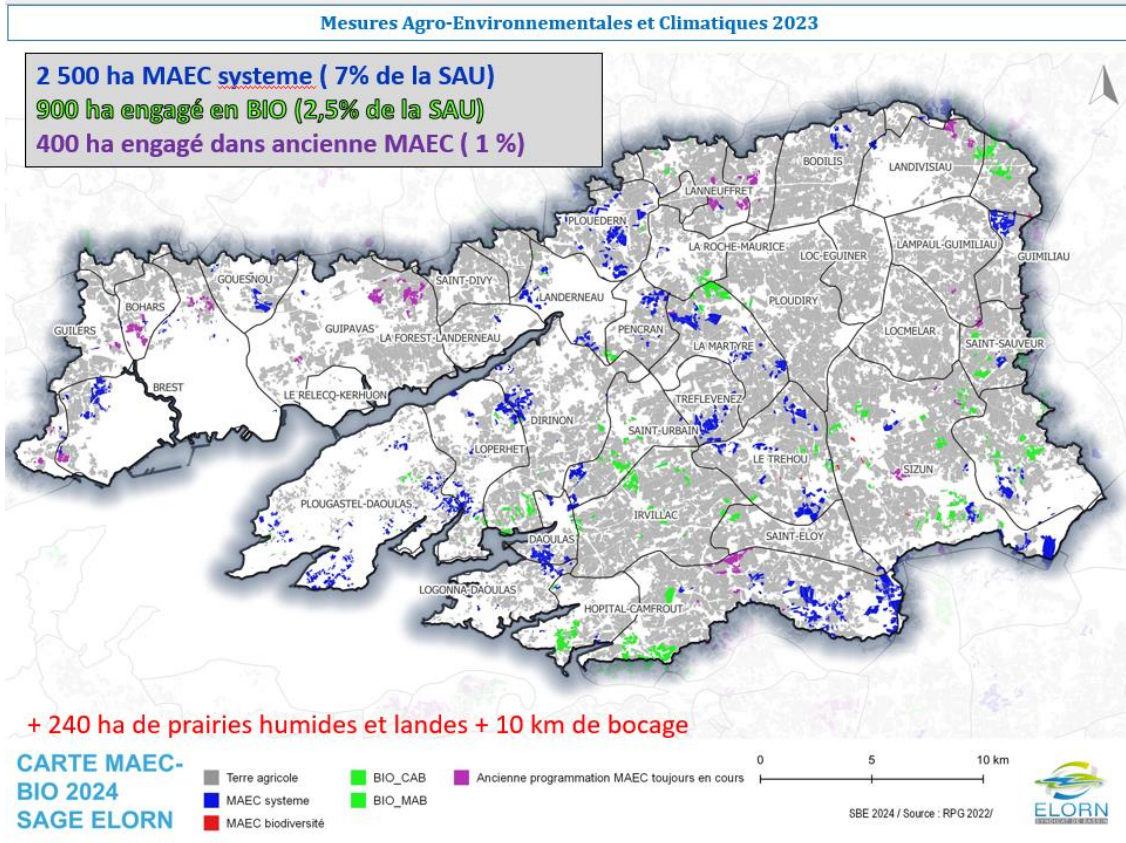 Mesures Agro-Environnementales et Climatiques 2023
2 500 ha MAEC systeme ( 7% de la SAU)
900 ha engagé en BIO (2,5% de la SAU)
400 ha engagé dans ancienne MAEC ( 1 %)
BODILIS
LANDIVISIAU
LANNEUFFRET
PLOUEDERN
LA ROCHE-MAURICE
LAMPAUL-GUIMILIAU
LOC-EGUINER
GUIMILIAU
GOUESNOU
SAINT-DIVY
BOHARS
LANDERNEAU
PLOUDIRY
GUILERS
GUIPAVAS
PENCRAN
LOCMELAR
LA FOREST-LANDERNEAU
LA MARTYRE
SAINT-SAUVEUR
BREST
LE RELECQ-KERHUON
TREFLEVENEZ
DIRINON
SAINT-URBAIN
LOPERHET
LE TREHOU
SIZUN
PLOUGASTEL-DAOULAS
IRVILLAC
SAINT-ELOY
DAOULAS
LOGONNA-DAOULAS
HOPITAL-CAMFROUT
+ 240 ha de prairies humides et landes + 10 km de bocage
CARTE MAEC-
BIO 2024
SAGE ELORN
Terre agricole
MAEC systeme
MAEC biodiversité
BIO_CAB
BIO_MAB
Ancienne programmation MAEC toujours en cours
0 5 10 km
SBE 2024 / Source : RPG 2022/
ELORN
SYNDICAT DE BASSIN